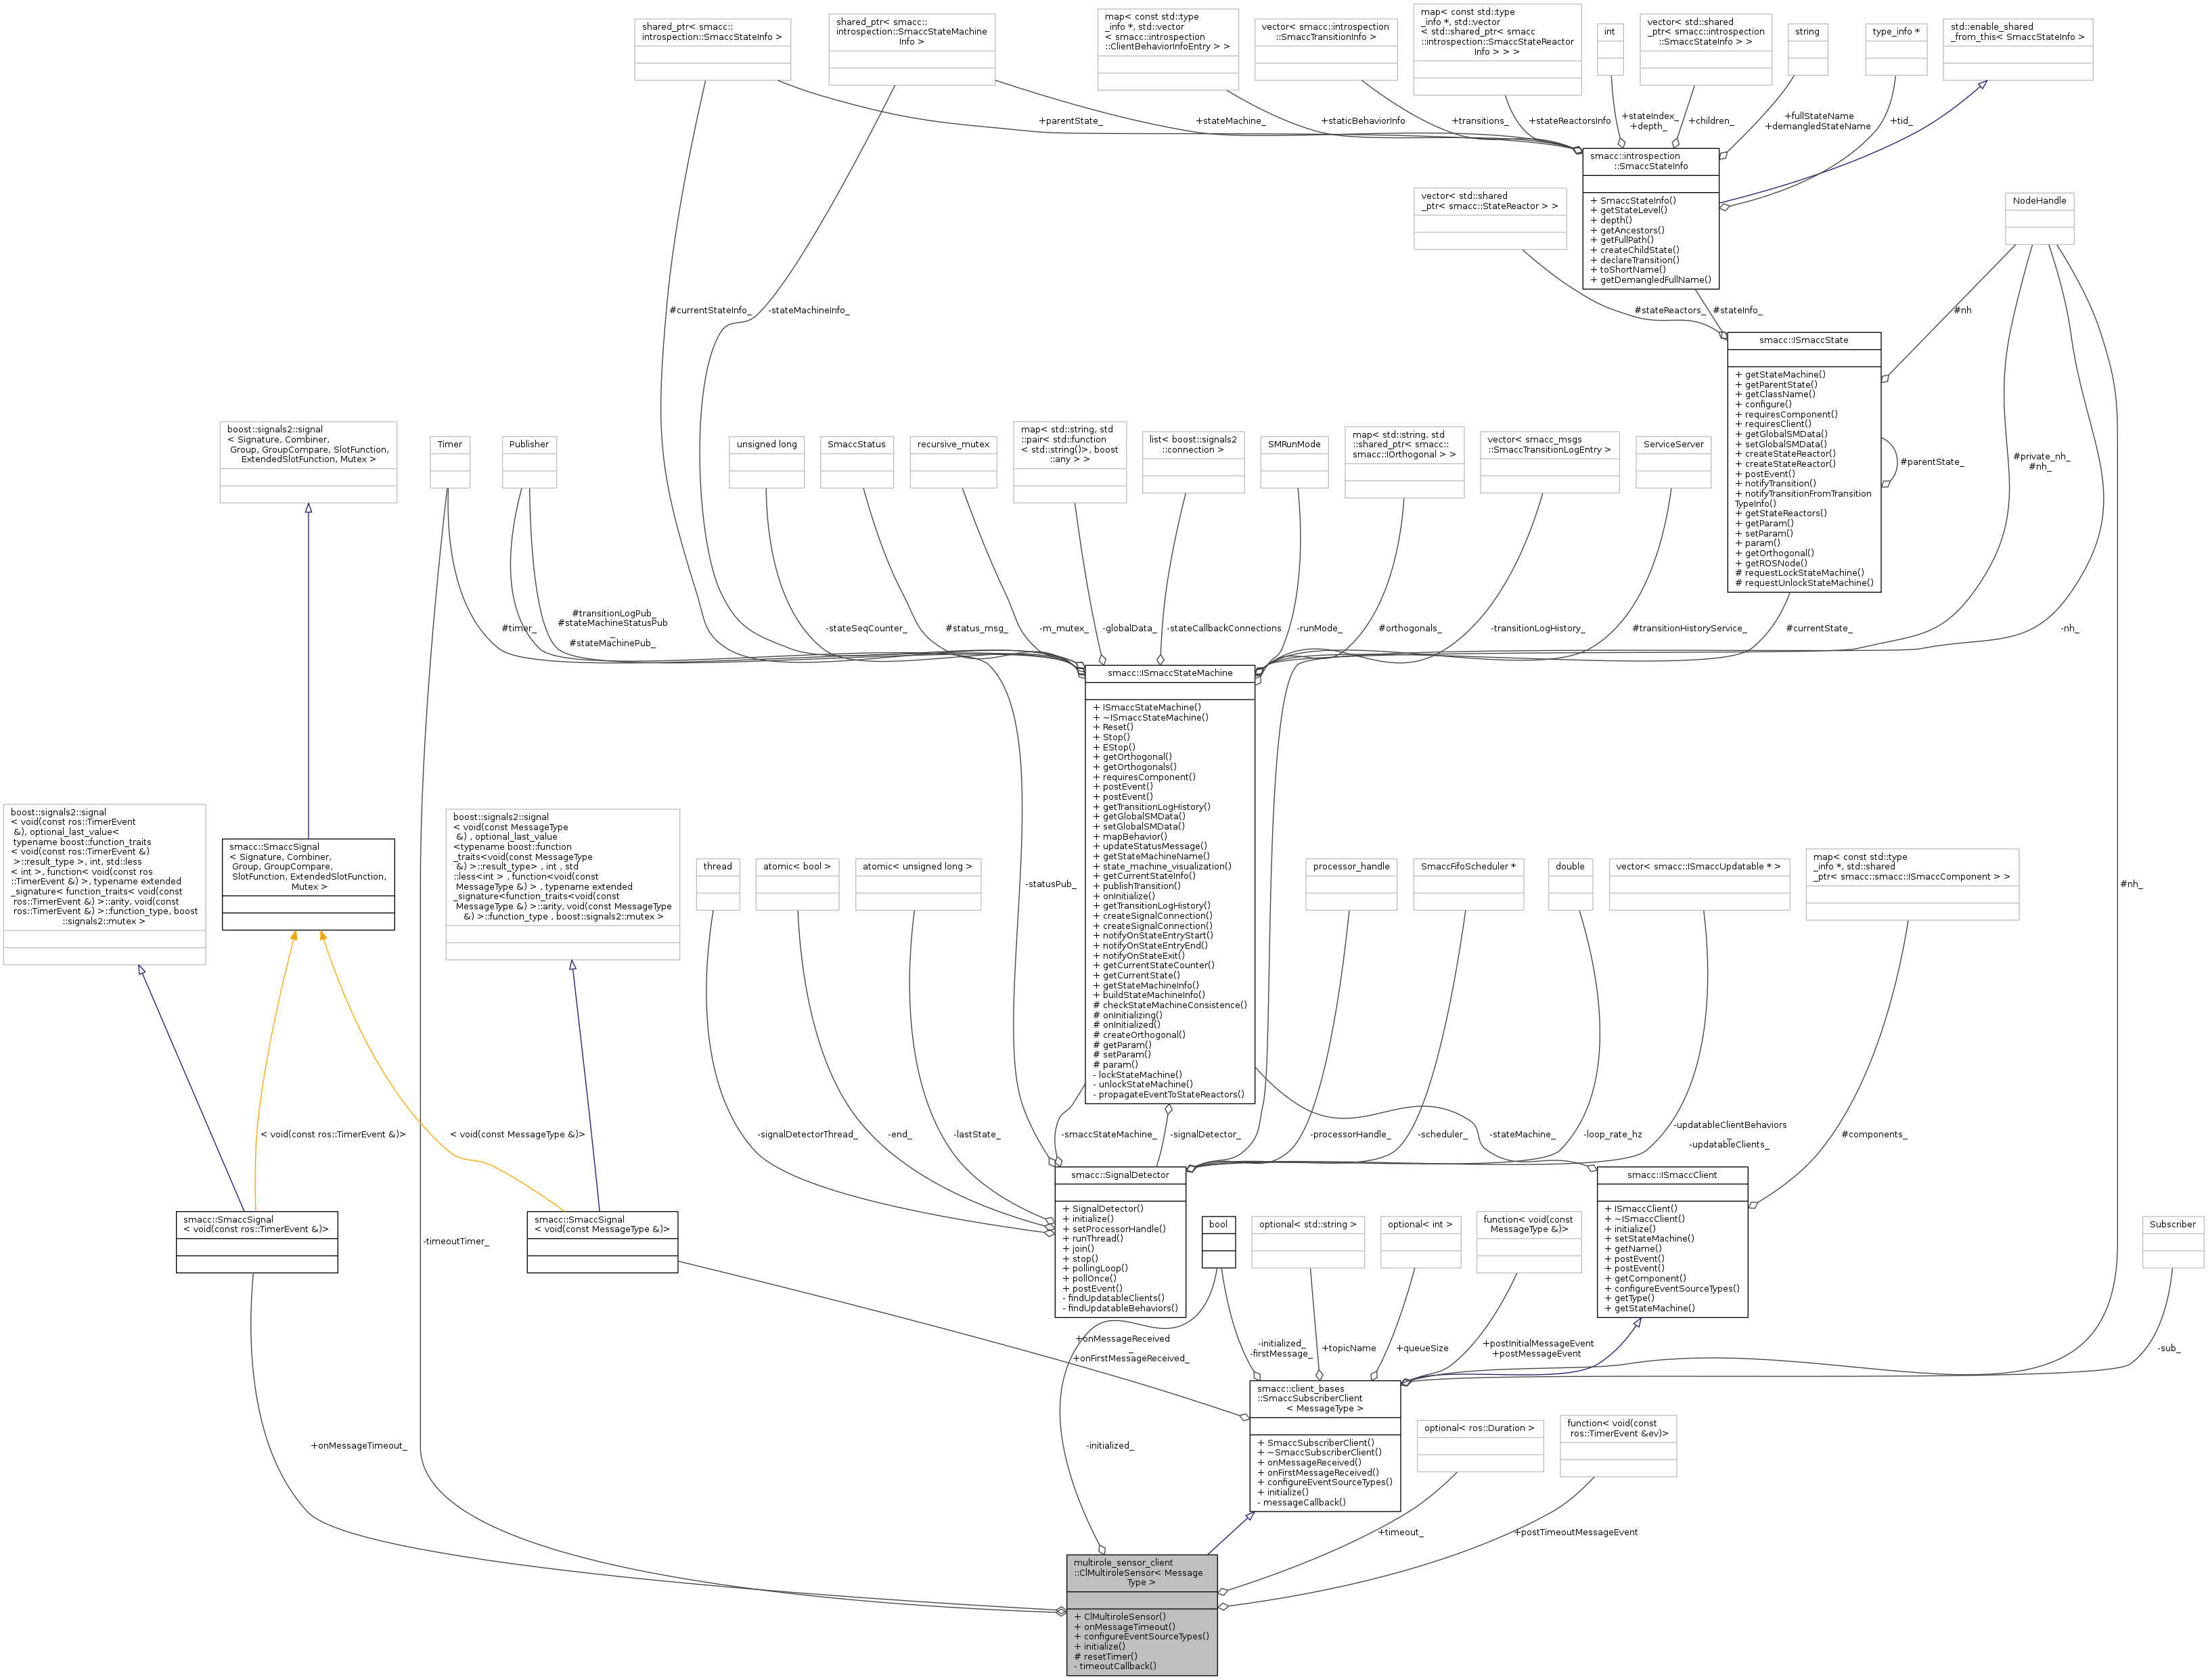 shared_ptr< smacc::
introspection::SmaccStateInfo >
shared_ptr< smacc::
introspection::SmaccStateMachine
Info >
map< const std::type
_info *, std::vector
< smacc::introspection
::ClientBehaviorInfoEntry > >
vector< smacc::introspection
::SmaccTransitionInfo >
map< const std::type
_info *, std::vector
< std::shared_ptr< smacc
::introspection::SmaccStateReactor
Info > > >
int
vector< std::shared
_ptr< smacc::introspection
::SmaccStateInfo > >
string
type_info *
std::enable_shared
_from_this< SmaccStateInfo >
+parentState_
+stateMachine_
+staticBehaviorInfo
+transitions_
+stateReactorsInfo
+stateIndex_
+depth_
+children_
+fullStateName
+demangledStateName
+tid_
smacc::introspection
::SmaccStateInfo
+ SmaccStateInfo()
+ getStateLevel()
+ depth()
+ getAncestors()
+ getFullPath()
+ createChildState()
+ declareTransition()
+ toShortName()
+ getDemangledFullName()
vector< std::shared
_ptr< smacc::StateReactor > >
NodeHandle
#currentStateInfo_
-stateMachineInfo_
#stateReactors_
#stateInfo_
#nh
smacc::ISmaccState
+ getStateMachine()
+ getParentState()
+ getClassName()
+ configure()
+ requiresComponent()
+ requiresClient()
+ getGlobalSMData()
+ setGlobalSMData()
+ createStateReactor()
+ createStateReactor()
+ postEvent()
+ notifyTransition()
+ notifyTransitionFromTransition
TypeInfo()
+ getStateReactors()
+ getParam()
+ setParam()
+ param()
+ getOrthogonal()
+ getROSNode()
# requestLockStateMachine()
# requestUnlockStateMachine()
#parentState_
#private_nh_
#nh_
boost::signals2::signal
< Signature, Combiner,
Group, GroupCompare, SlotFunction,
ExtendedSlotFunction, Mutex >
Timer
Publisher
unsigned long
SmaccStatus
recursive_mutex
map< std::string, std
::pair< std::function
< std::string()>, boost
::any > >
list< boost::signals2
::connection >
SMRunMode
map< std::string, std
::shared_ptr< smacc::
smacc::IOrthogonal > >
vector< smacc_msgs
::SmaccTransitionLogEntry >
ServiceServer
#timer_
#transitionLogPub_
#stateMachineStatusPub
_
#stateMachinePub_
-stateSeqCounter_
#status_msg_
-m_mutex_
-globalData_
-stateCallbackConnections
-runMode_
#orthogonals_
-transitionLogHistory_
#transitionHistoryService_
#currentState_
-nh_
smacc::ISmaccStateMachine
+ ISmaccStateMachine()
+ ~ISmaccStateMachine()
+ Reset()
+ Stop()
+ EStop()
+ getOrthogonal()
+ getOrthogonals()
+ requiresComponent()
+ postEvent()
+ postEvent()
+ getTransitionLogHistory()
+ getGlobalSMData()
+ setGlobalSMData()
+ mapBehavior()
+ updateStatusMessage()
+ getStateMachineName()
+ state_machine_visualization()
+ getCurrentStateInfo()
+ publishTransition()
+ onInitialize()
+ getTransitionLogHistory()
+ createSignalConnection()
+ createSignalConnection()
+ notifyOnStateEntryStart()
+ notifyOnStateEntryEnd()
+ notifyOnStateExit()
+ getCurrentStateCounter()
+ getCurrentState()
+ getStateMachineInfo()
+ buildStateMachineInfo()
# checkStateMachineConsistence()
# onInitializing()
# onInitialized()
# createOrthogonal()
# getParam()
# setParam()
# param()
- lockStateMachine()
- unlockStateMachine()
- propagateEventToStateReactors()
boost::signals2::signal
< void(const ros::TimerEvent
&), optional_last_value<
typename boost::function_traits
< void(const ros::TimerEvent &)
>::result_type >, int, std::less
< int >, function< void(const ros
::TimerEvent &) >, typename extended
_signature< function_traits< void(const
ros::TimerEvent &) >::arity, void(const
ros::TimerEvent &) >::function_type, boost
::signals2::mutex >
smacc::SmaccSignal
< Signature, Combiner,
Group, GroupCompare,
SlotFunction, ExtendedSlotFunction,
Mutex >
boost::signals2::signal
< void(const MessageType
&) , optional_last_value
<typename boost::function
_traits<void(const MessageType
&) >::result_type> , int , std
::less<int > , function<void(const
MessageType &) > , typename extended
_signature<function_traits<void(const
MessageType &) >::arity, void(const MessageType
&) >::function_type , boost::signals2::mutex >
thread
atomic< bool >
atomic< unsigned long >
processor_handle
SmaccFifoScheduler *
double
vector< smacc::ISmaccUpdatable * >
map< const std::type
_info *, std::shared
_ptr< smacc::smacc::ISmaccComponent > >
-statusPub_
#nh_
< void(const ros::TimerEvent &)>
< void(const MessageType &)>
-signalDetectorThread_
-end_
-lastState_
-smaccStateMachine_
-signalDetector_
-processorHandle_
-scheduler_
-stateMachine_
-loop_rate_hz
-updatableClientBehaviors
_
-updatableClients_
#components_
smacc::SignalDetector
+ SignalDetector()
+ initialize()
+ setProcessorHandle()
+ runThread()
+ join()
+ stop()
+ pollingLoop()
+ pollOnce()
+ postEvent()
- findUpdatableClients()
- findUpdatableBehaviors()
smacc::ISmaccClient
+ ISmaccClient()
+ ~ISmaccClient()
+ initialize()
+ setStateMachine()
+ getName()
+ postEvent()
+ postEvent()
+ getComponent()
+ configureEventSourceTypes()
+ getType()
+ getStateMachine()
smacc::SmaccSignal
< void(const ros::TimerEvent &)>
-timeoutTimer_
smacc::SmaccSignal
< void(const MessageType &)>
bool
optional< std::string >
optional< int >
function< void(const
MessageType &)>
Subscriber
+onMessageReceived
_
+onFirstMessageReceived_
-initialized_
-firstMessage_
+topicName
+queueSize
+postInitialMessageEvent
+postMessageEvent
-sub_
smacc::client_bases
::SmaccSubscriberClient
< MessageType >
+ SmaccSubscriberClient()
+ ~SmaccSubscriberClient()
+ onMessageReceived()
+ onFirstMessageReceived()
+ configureEventSourceTypes()
+ initialize()
- messageCallback()
optional< ros::Duration >
function< void(const
ros::TimerEvent &ev)>
+onMessageTimeout_
-initialized_
+timeout_
+postTimeoutMessageEvent
multirole_sensor_client
::ClMultiroleSensor< Message
Type >
+ ClMultiroleSensor()
+ onMessageTimeout()
+ configureEventSourceTypes()
+ initialize()
# resetTimer()
- timeoutCallback()